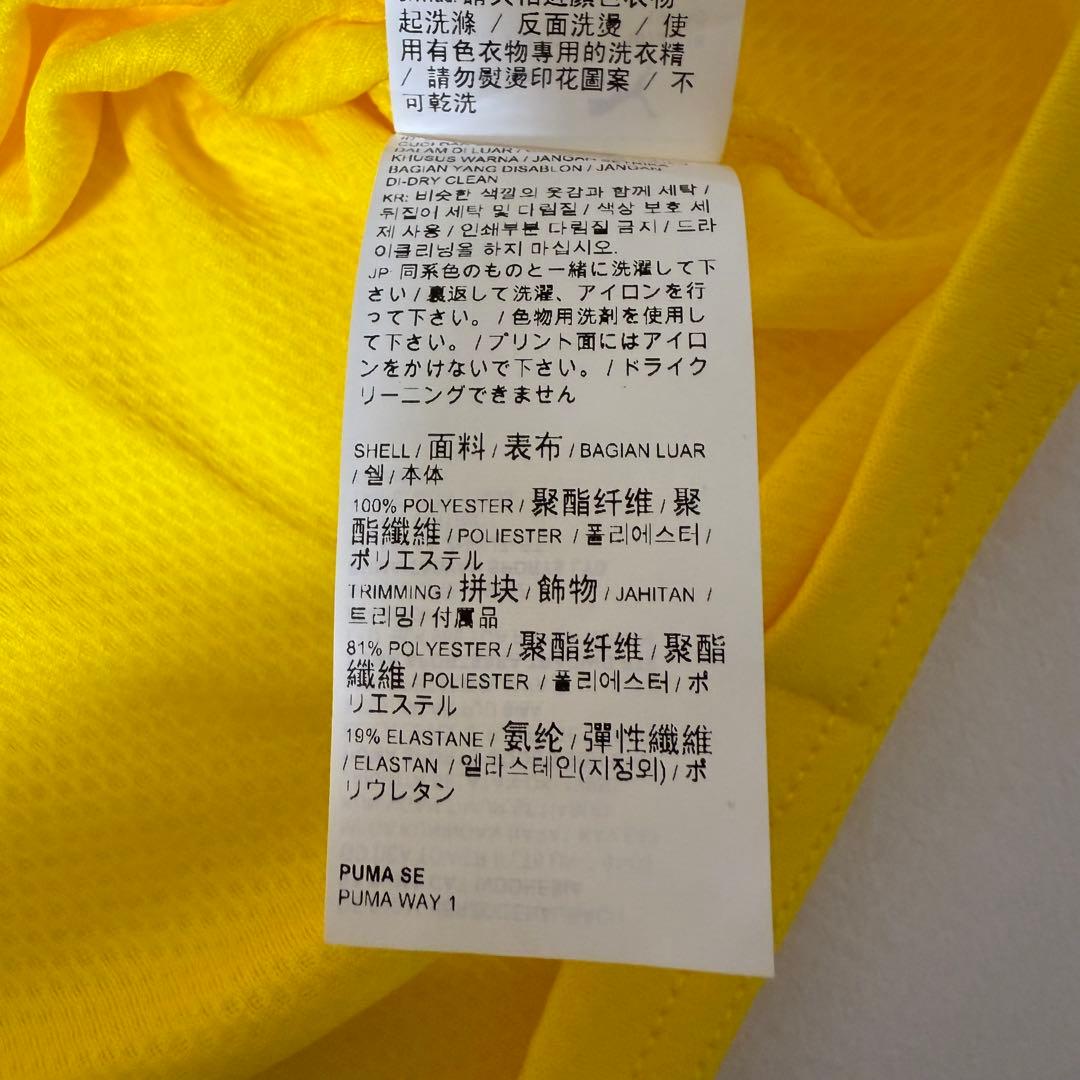 起洗滌 / 反面洗燙 / 使
用有色衣物專用的洗衣精
/ 請勿熨燙印花圖案 / 不
可乾洗
DALAM DI LUAR /
KHUSUS WARNA / JANGAN
BAGIAN YANG DISABLON / JANGAN
DI-DRY CLEAN
KR: 비슷한 색깔의 옷감과 함께 세탁 /
뒤집어 세탁 및 다림질 / 색상 보호 세
제 사용 / 인쇄부분 다림질 금지 / 드라
이클리닝을 하지 마십시오.
JP: 同系色のものと一緒に洗濯して下
さい / 裏返して洗濯、アイロンを行
って下さい。 / 色物用洗剤を使用し
て下さい。 / プリント面にはアイロ
ンをかけないで下さい。 / ドライク
リーニングできません
SHELL / 面料 / 表布 / BAGIAN LUAR
/ 쉘 / 本体
100% POLYESTER / 聚酯纤维 / 聚
酯纖維 / POLIESTER / 폴리에스터 /
ポリエステル
TRIMMING / 拼块 / 飾物 / JAHITAN /
트리밍 / 付属品
81% POLYESTER / 聚酯纤维 / 聚酯
纖維 / POLIESTER / 폴리에스터 / ポ
リエステル
19% ELASTANE / 氨纶 / 彈性纖維
/ ELASTAN / 엘라스테인(지정외) / ポ
リウレタン
PUMA SE
PUMA WAY 1